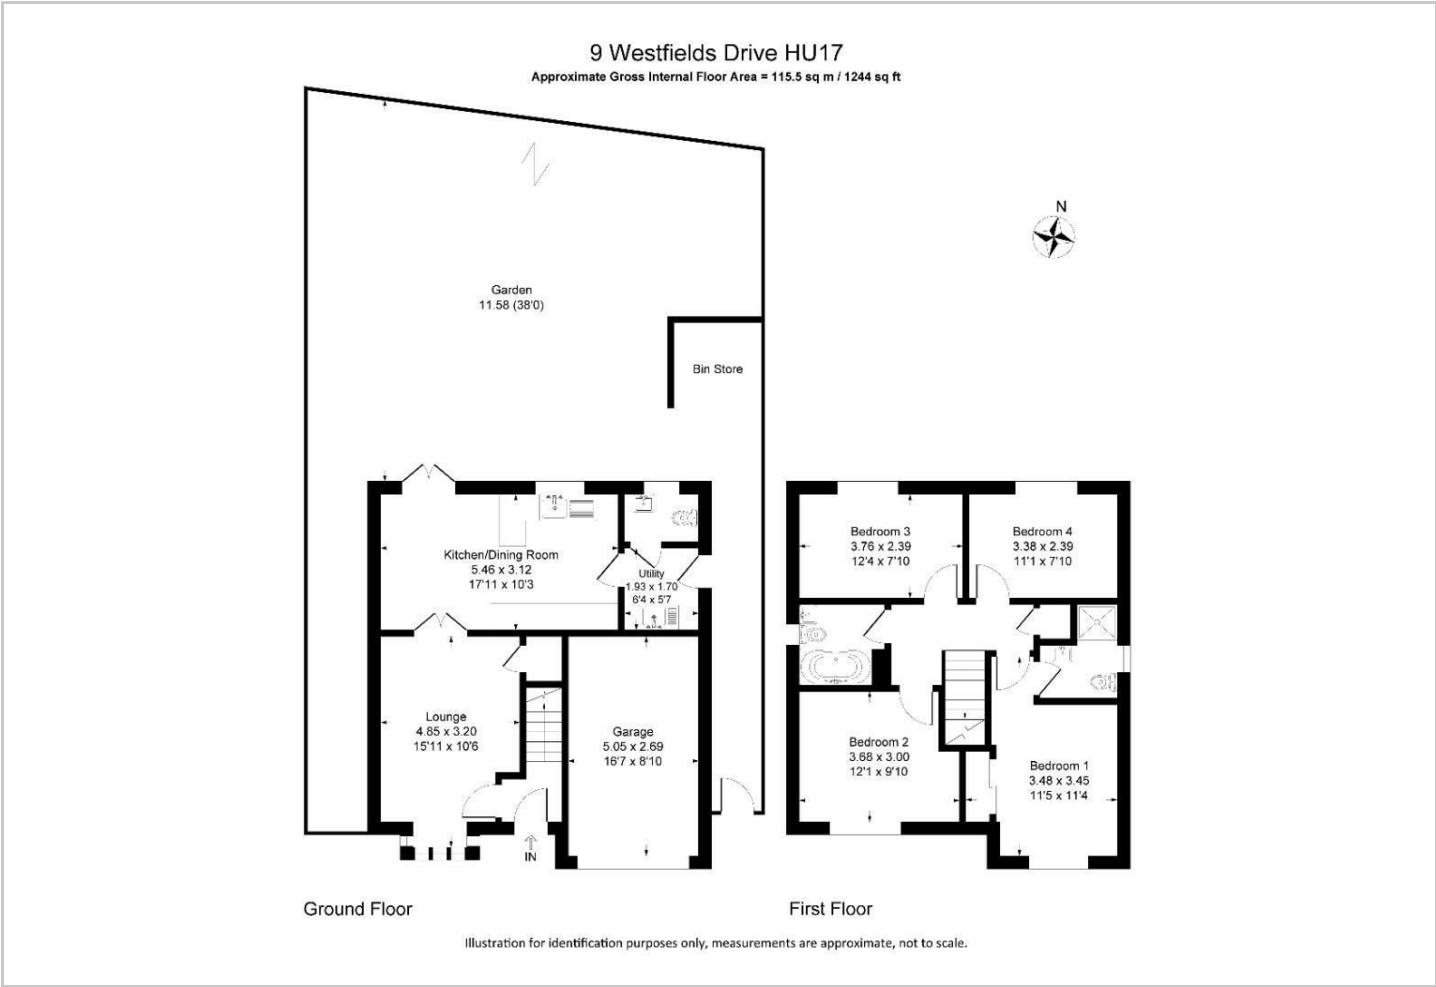 9 Westfields Drive HU17
Approximate Gross Internal Floor Area = 115.5 sq m / 1244 sq ft
N
Garden
11.58 (38'0)
Bin Store
Kitchen/Dining Room
5.46 x 3.12
17'11 x 10'3
Utility
1.93 x 1.70
6'4 x 5'7
Lounge
4.85 x 3.20
15'11 x 10'6
Garage
5.05 x 2.69
16'7 x 8'10
IN
Bedroom 3
3.76 x 2.39
12'4 x 7'10
Bedroom 4
3.38 x 2.39
11'1 x 7'10
Bedroom 2
3.68 x 3.00
12'1 x 9'10
Bedroom 1
3.48 x 3.45
11'5 x 11'4
Ground Floor
First Floor
Illustration for identification purposes only, measurements are approximate, not to scale.